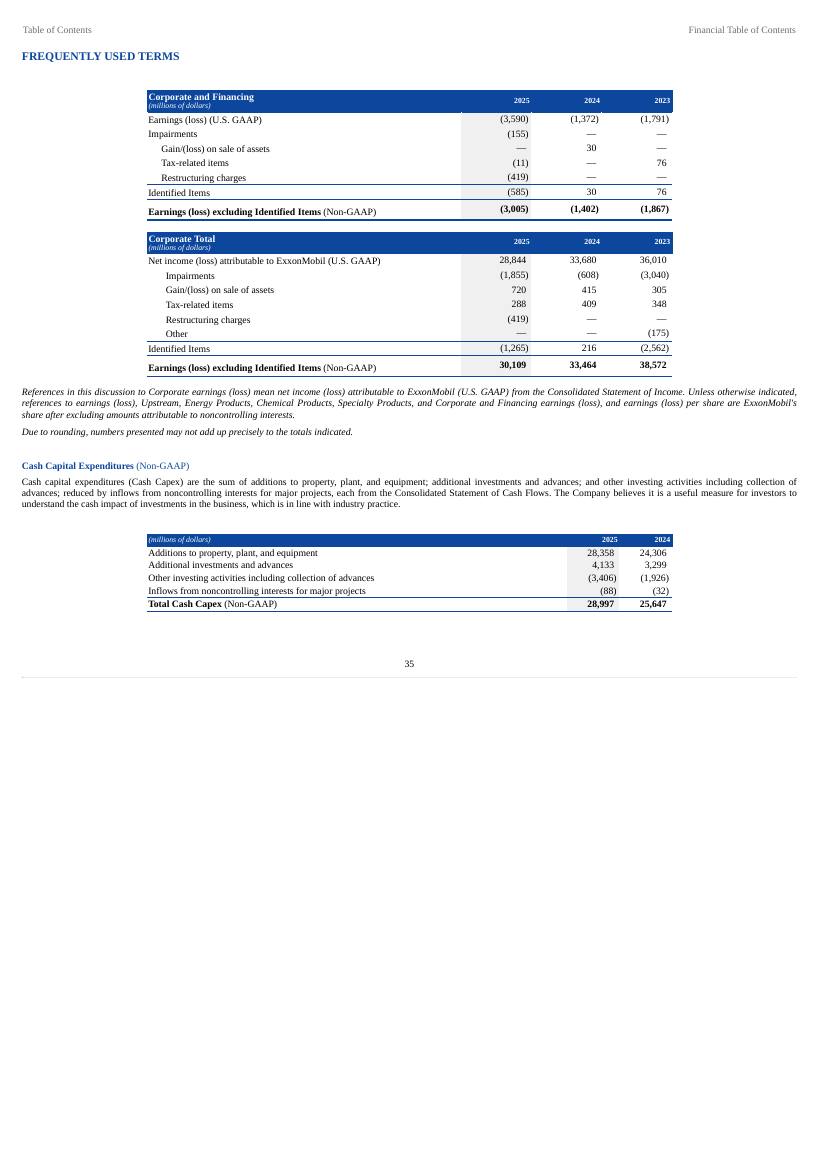 Table of Contents Financial Table of Contents
FREQUENTLY USED TERMS
Corporate and Financing
(millions of dollars) 2025 2024 2023
Earnings (loss) (U.S. GAAP) (3,590) (1,372) (1,791)
Impairments (155) — —
Gain/(loss) on sale of assets — 30 —
Tax-related items (11) — 76
Restructuring charges (419) — —
Identified Items (585) 30 76
Earnings (loss) excluding Identified Items (Non-GAAP) (3,005) (1,402) (1,867)
Corporate Total
(millions of dollars) 2025 2024 2023
Net income (loss) attributable to ExxonMobil (U.S. GAAP) 28,844 33,680 36,010
Impairments (1,855) (608) (3,040)
Gain/(loss) on sale of assets 720 415 305
Tax-related items 288 409 348
Restructuring charges (419) — —
Other — — (175)
Identified Items (1,265) 216 (2,562)
Earnings (loss) excluding Identified Items (Non-GAAP) 30,109 33,464 38,572
References in this discussion to Corporate earnings (loss) mean net income (loss) attributable to ExxonMobil (U.S. GAAP) from the Consolidated Statement of Income. Unless otherwise indicated,
references to earnings (loss), Upstream, Energy Products, Chemical Products, Specialty Products, and Corporate and Financing earnings (loss), and earnings (loss) per share are ExxonMobil's
share after excluding amounts attributable to noncontrolling interests.
Due to rounding, numbers presented may not add up precisely to the totals indicated.
Cash Capital Expenditures (Non-GAAP)
Cash capital expenditures (Cash Capex) are the sum of additions to property, plant, and equipment; additional investments and advances; and other investing activities including collection of
advances; reduced by inflows from noncontrolling interests for major projects, each from the Consolidated Statement of Cash Flows. The Company believes it is a useful measure for investors to
understand the cash impact of investments in the business, which is in line with industry practice.
(millions of dollars) 2025 2024
Additions to property, plant, and equipment 28,358 24,306
Additional investments and advances 4,133 3,299
Other investing activities including collection of advances (3,406) (1,926)
Inflows from noncontrolling interests for major projects (88) (32)
Total Cash Capex (Non-GAAP) 28,997 25,647
35